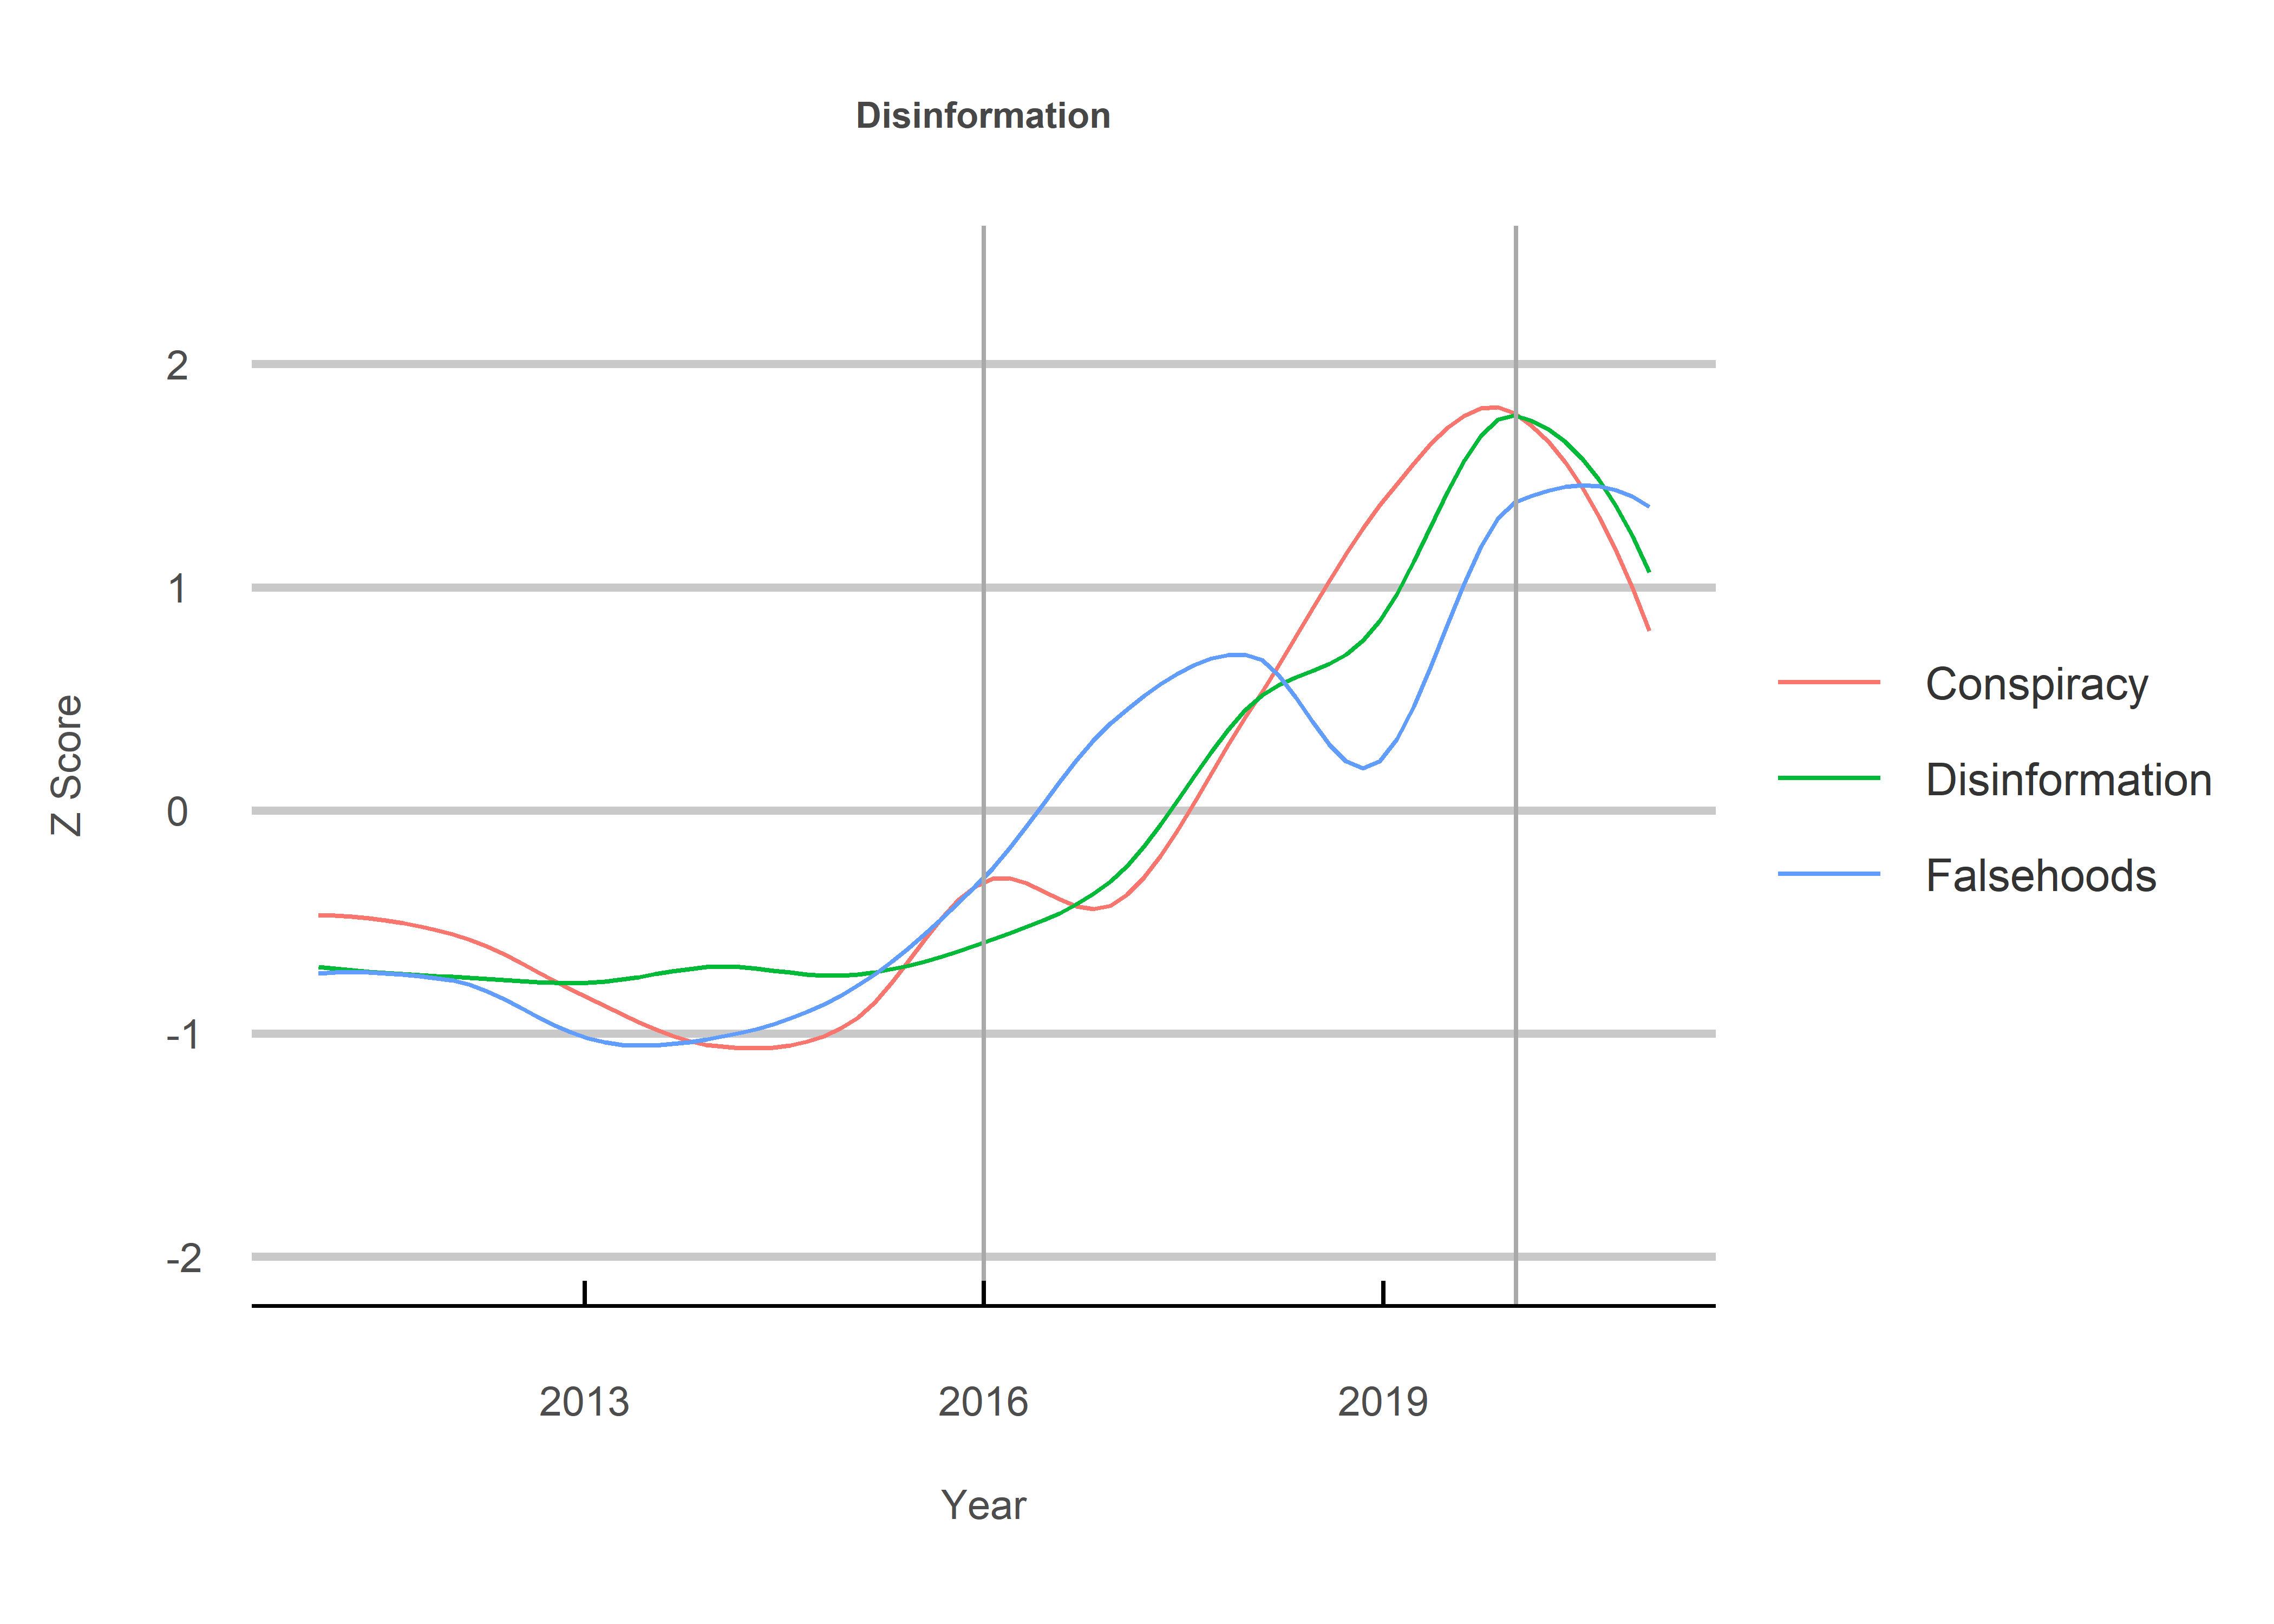 Disinformation
2
1
0
-1
-2
Z Score
2013
2016
2019
Year
Conspiracy
Disinformation
Falsehoods